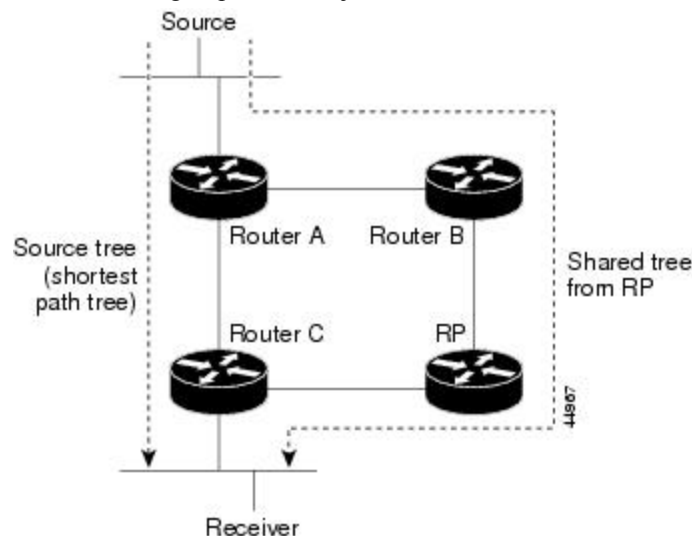 Source
Router A
Router B
Source tree
(shortest
path tree)
Shared tree
from RP
Router C
RP
44967
Receiver